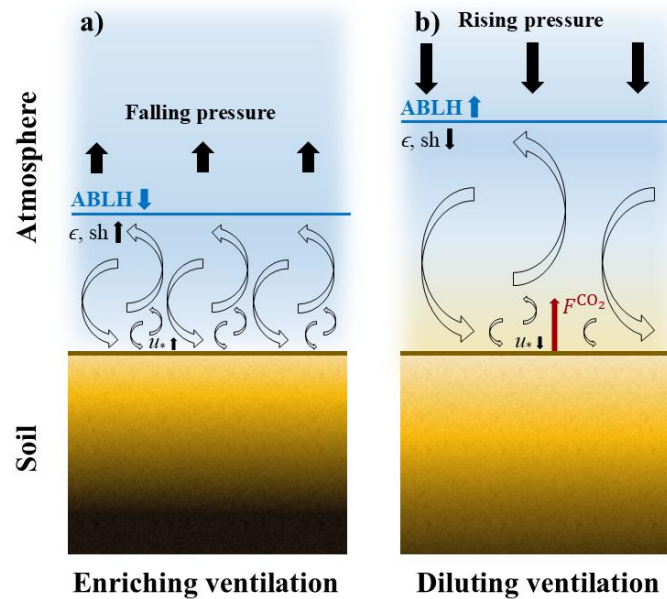 a)
Falling pressure
ABLH
ϵ, sh
u*
Enriching ventilation
b)
Rising pressure
ABLH
ϵ, sh
F^CO₂
u*
Diluting ventilation
Atmosphere
Soil